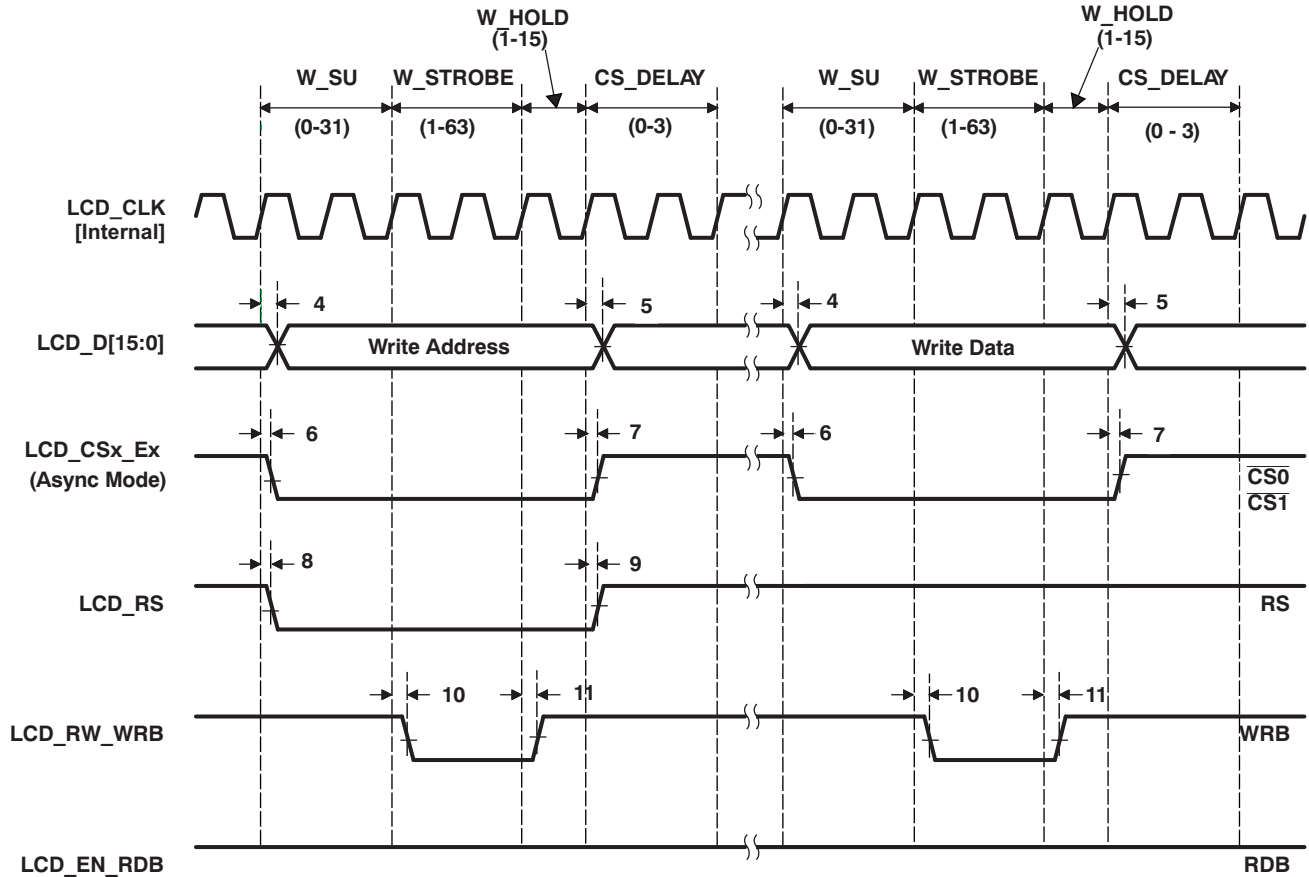 W_HOLD
(1-15)
W_HOLD
(1-15)
W_SU
W_STROBE
CS_DELAY
W_SU
W_STROBE
CS_DELAY
(0-31)
(1-63)
(0-3)
(0-31)
(1-63)
(0 - 3)
LCD_CLK
[Internal]
4
5
4
5
LCD_D[15:0]
Write Address
Write Data
6
7
6
7
LCD_CSx_Ex
(Async Mode)
CS0
CS1
8
9
LCD_RS
RS
10
11
10
11
LCD_RW_WRB
WRB
LCD_EN_RDB
RDB